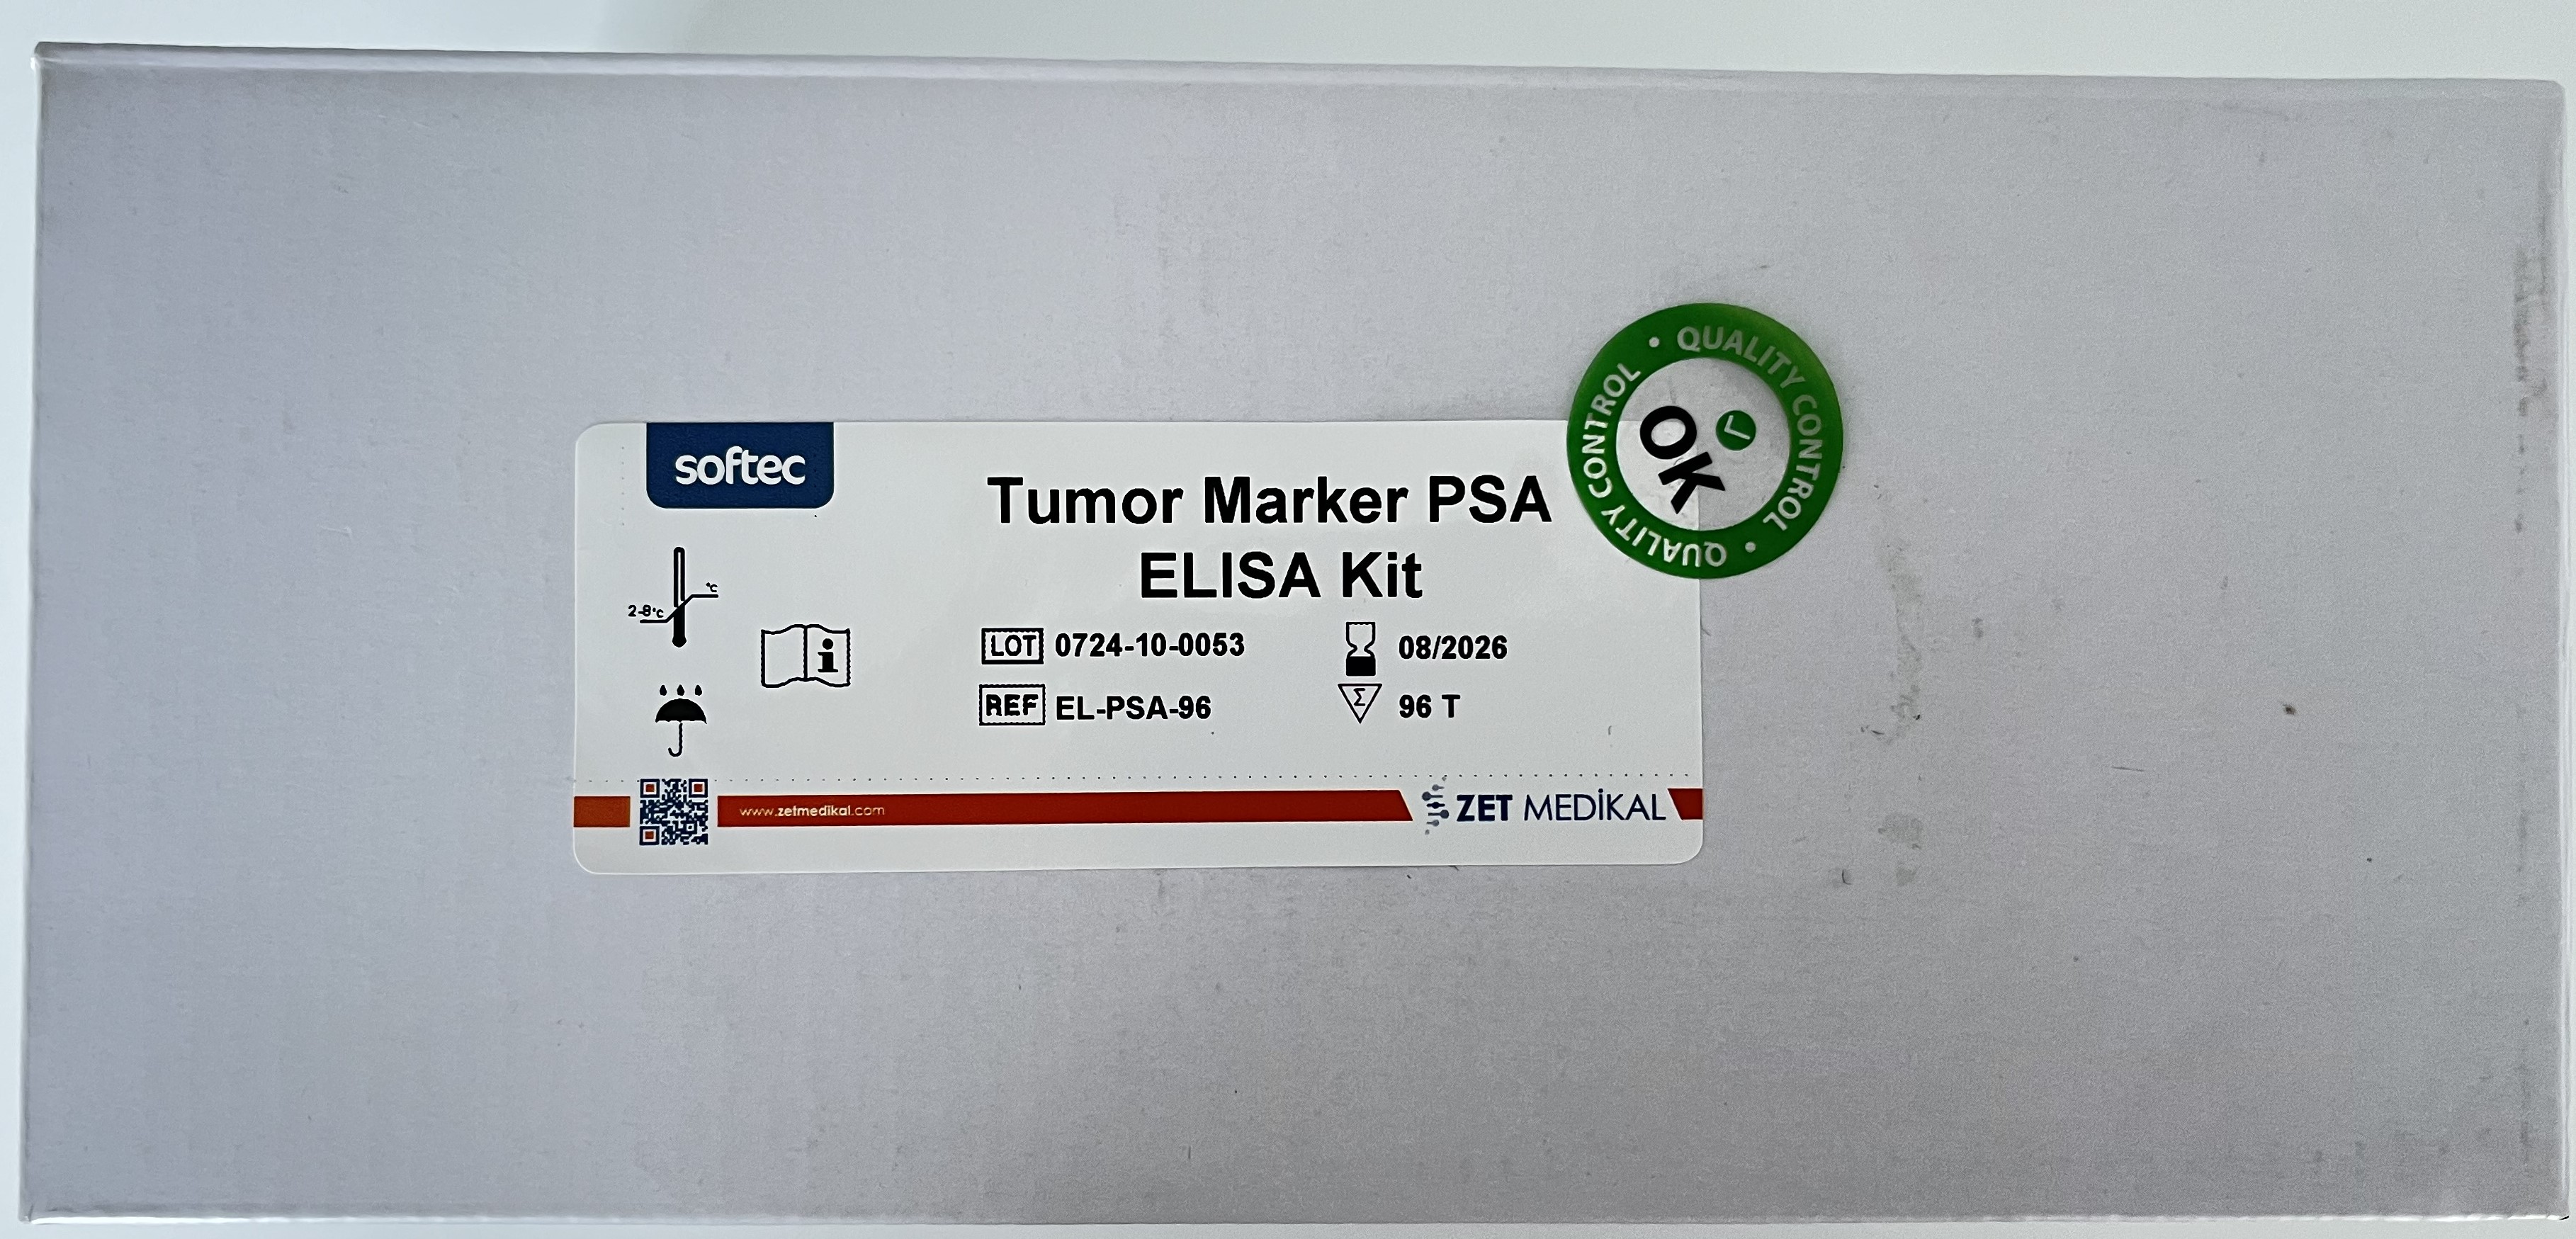 softec
Tumor Marker PSA
ELISA Kit
QUALITY CONTROL • QUALITY CONTROL •
OK
2-8°C
°C
i
LOT 0724-10-0053
08/2026
REF EL-PSA-96
Σ 96 T
www.zetmedikal.com
ZET MEDİKAL